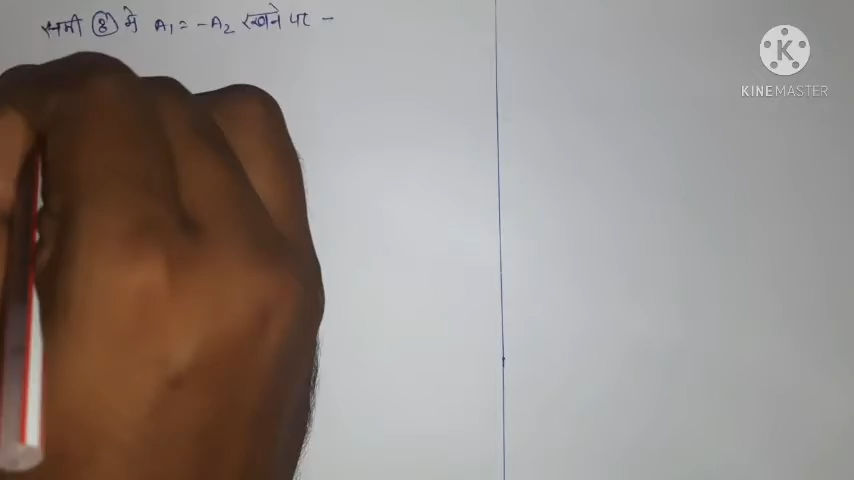 समी ⑧ में A₁ = -A₂ रखने पर -
K
KINEMASTER